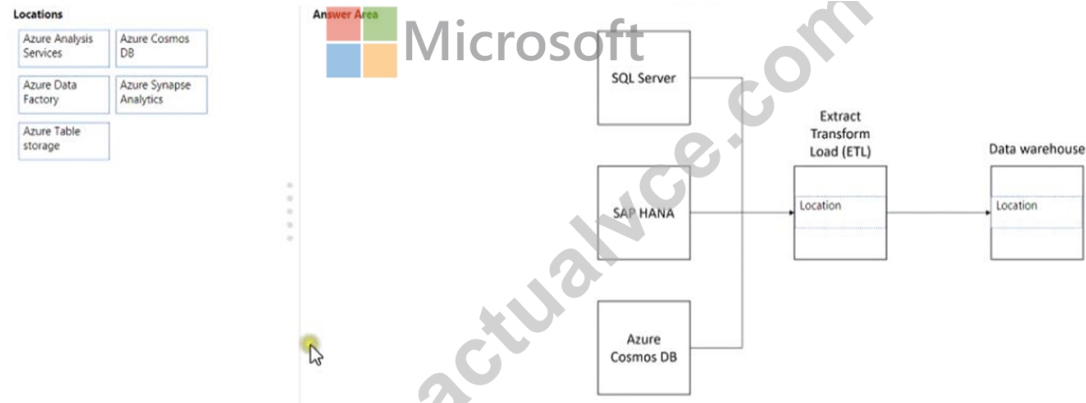 Locations
Azure Analysis
Services
Azure Cosmos
DB
Azure Data
Factory
Azure Synapse
Analytics
Azure Table
storage
Answer Area
Microsoft
SQL Server
SAP HANA
Azure
Cosmos DB
Extract
Transform
Load (ETL)
Location
Data warehouse
Location
actualvce.com